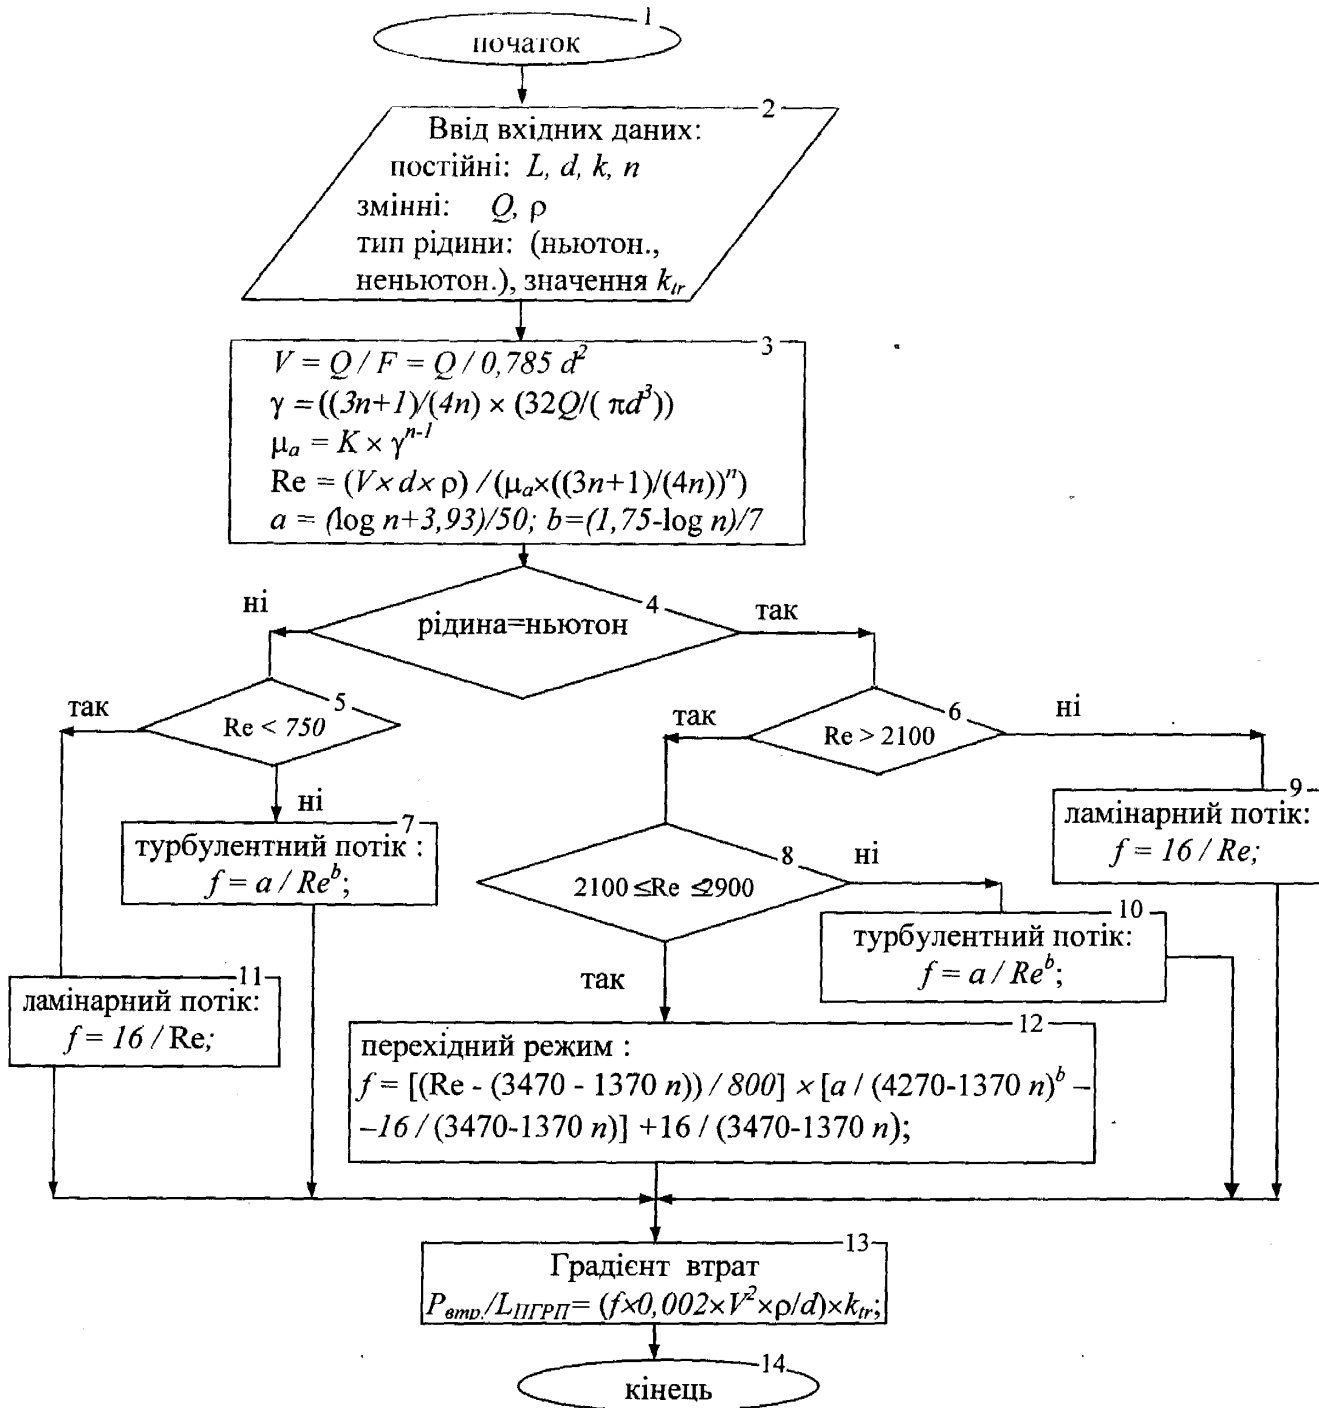 1
початок
2
Ввід вхідних даних:
постійні: L, d, k, n
змінні: Q, ρ
тип рідини: (ньютон.,
неньютон.), значення k_tr
3
V = Q / F = Q / 0,785 d²
γ =((3n+1)/(4n) × (32Q/( πd³))
μ_a = K × γⁿ⁻¹
Re = (V× d× ρ) / (μ_a×((3n+1)/(4n))ⁿ)
a = (log n+3,93)/50; b=(1,75-log n)/7
4
рідина=ньютон
ні
так
5
Re < 750
так
ні
6
Re > 2100
так
ні
7
турбулентний потік :
f = a / Re^b;
8
2100 ≤Re ≤2900
ні
так
9
ламінарний потік:
f = 16 / Re;
10
турбулентний потік:
f = a / Re^b;
11
ламінарний потік:
f = 16 / Re;
12
перехідний режим :
f = [(Re - (3470 - 1370 n)) / 800] × [a / (4270-1370 n)^b –
–16 / (3470-1370 n)] +16 / (3470-1370 n);
13
Градієнт втрат
P_втр./L_ПГРП= (f×0,002×V²×ρ/d)×k_tr;
14
кінець